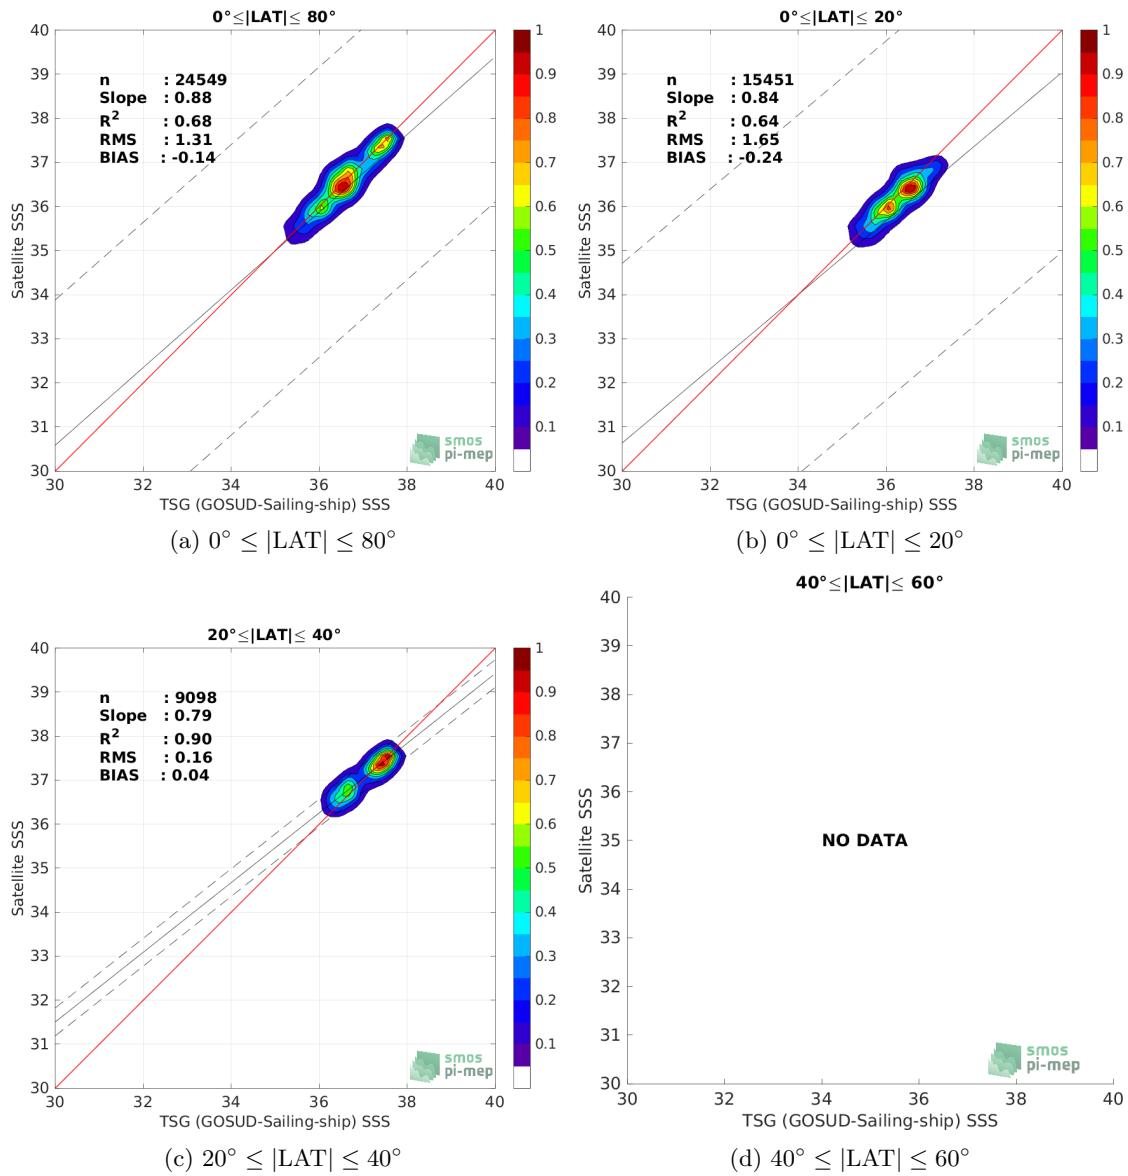 0°≤|LAT|≤ 80°
40
39
38
37
36
35
34
33
32
31
30
Satellite SSS
n : 24549
Slope : 0.88
R2 : 0.68
RMS : 1.31
BIAS : -0.14
smos
pi-mep
30 32 34 36 38 40
TSG (GOSUD-Sailing-ship) SSS
1
0.9
0.8
0.7
0.6
0.5
0.4
0.3
0.2
0.1
(a) 0° ≤ |LAT| ≤ 80°
0°≤|LAT|≤ 20°
40
39
38
37
36
35
34
33
32
31
30
Satellite SSS
n : 15451
Slope : 0.84
R2 : 0.64
RMS : 1.65
BIAS : -0.24
smos
pi-mep
30 32 34 36 38 40
TSG (GOSUD-Sailing-ship) SSS
1
0.9
0.8
0.7
0.6
0.5
0.4
0.3
0.2
0.1
(b) 0° ≤ |LAT| ≤ 20°
20°≤|LAT|≤ 40°
40
39
38
37
36
35
34
33
32
31
30
Satellite SSS
n : 9098
Slope : 0.79
R2 : 0.90
RMS : 0.16
BIAS : 0.04
smos
pi-mep
30 32 34 36 38 40
TSG (GOSUD-Sailing-ship) SSS
1
0.9
0.8
0.7
0.6
0.5
0.4
0.3
0.2
0.1
(c) 20° ≤ |LAT| ≤ 40°
40°≤|LAT|≤ 60°
40
39
38
37
36
35
34
33
32
31
30
Satellite SSS
NO DATA
smos
pi-mep
30 32 34 36 38 40
TSG (GOSUD-Sailing-ship) SSS
(d) 40° ≤ |LAT| ≤ 60°